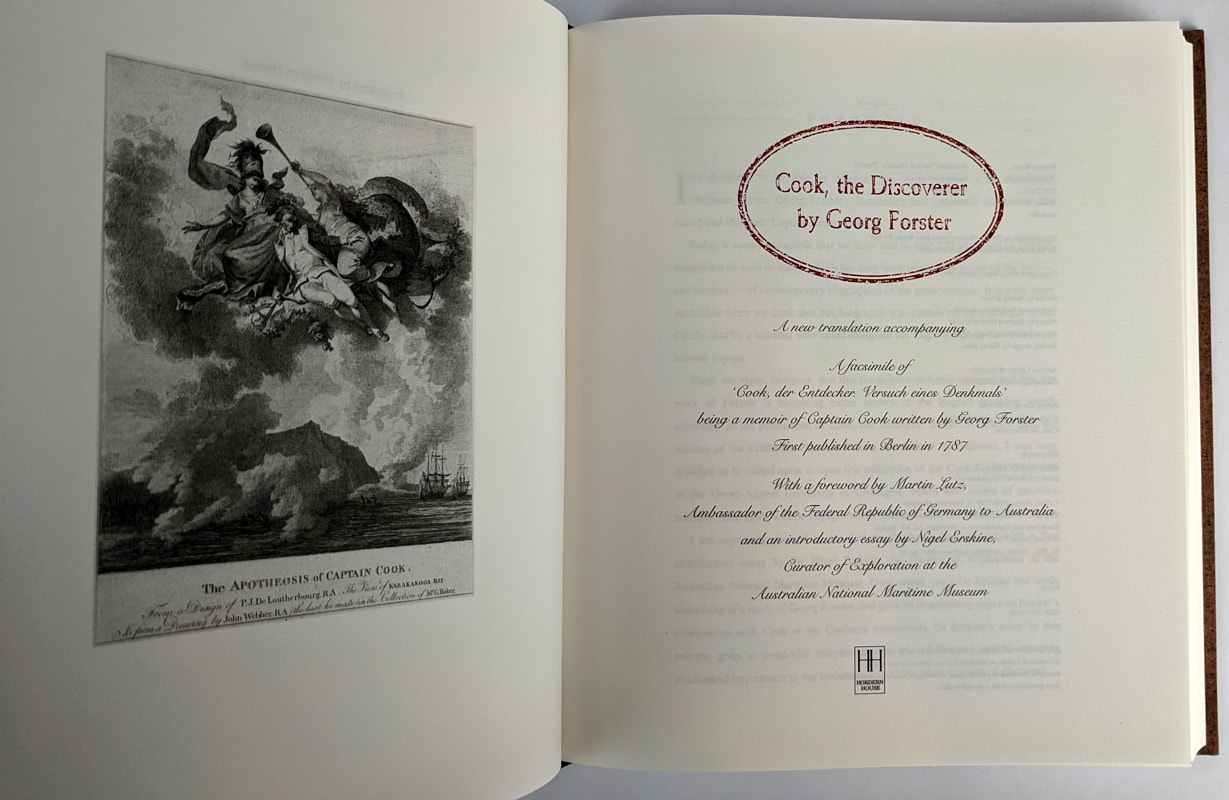 The APOTHEOSIS of CAPTAIN COOK.
From a Design of P.J. De Loutherbourg, R.A. The View of KARAKAKOOA BAY
Is from a Drawing by John Webber, R.A. (the last he made) in the Collection of Mr. G. Baker.
Cook, the Discoverer
by Georg Forster
A new translation accompanying
A facsimile of
‘Cook, der Entdecker: Versuch eines Denkmals’
being a memoir of Captain Cook written by Georg Forster
First published in Berlin in 1787
With a foreword by Martin Lutz,
Ambassador of the Federal Republic of Germany to Australia
and an introductory essay by Nigel Erskine,
Curator of Exploration at the
Australian National Maritime Museum
HH
HORDERN
HOUSE